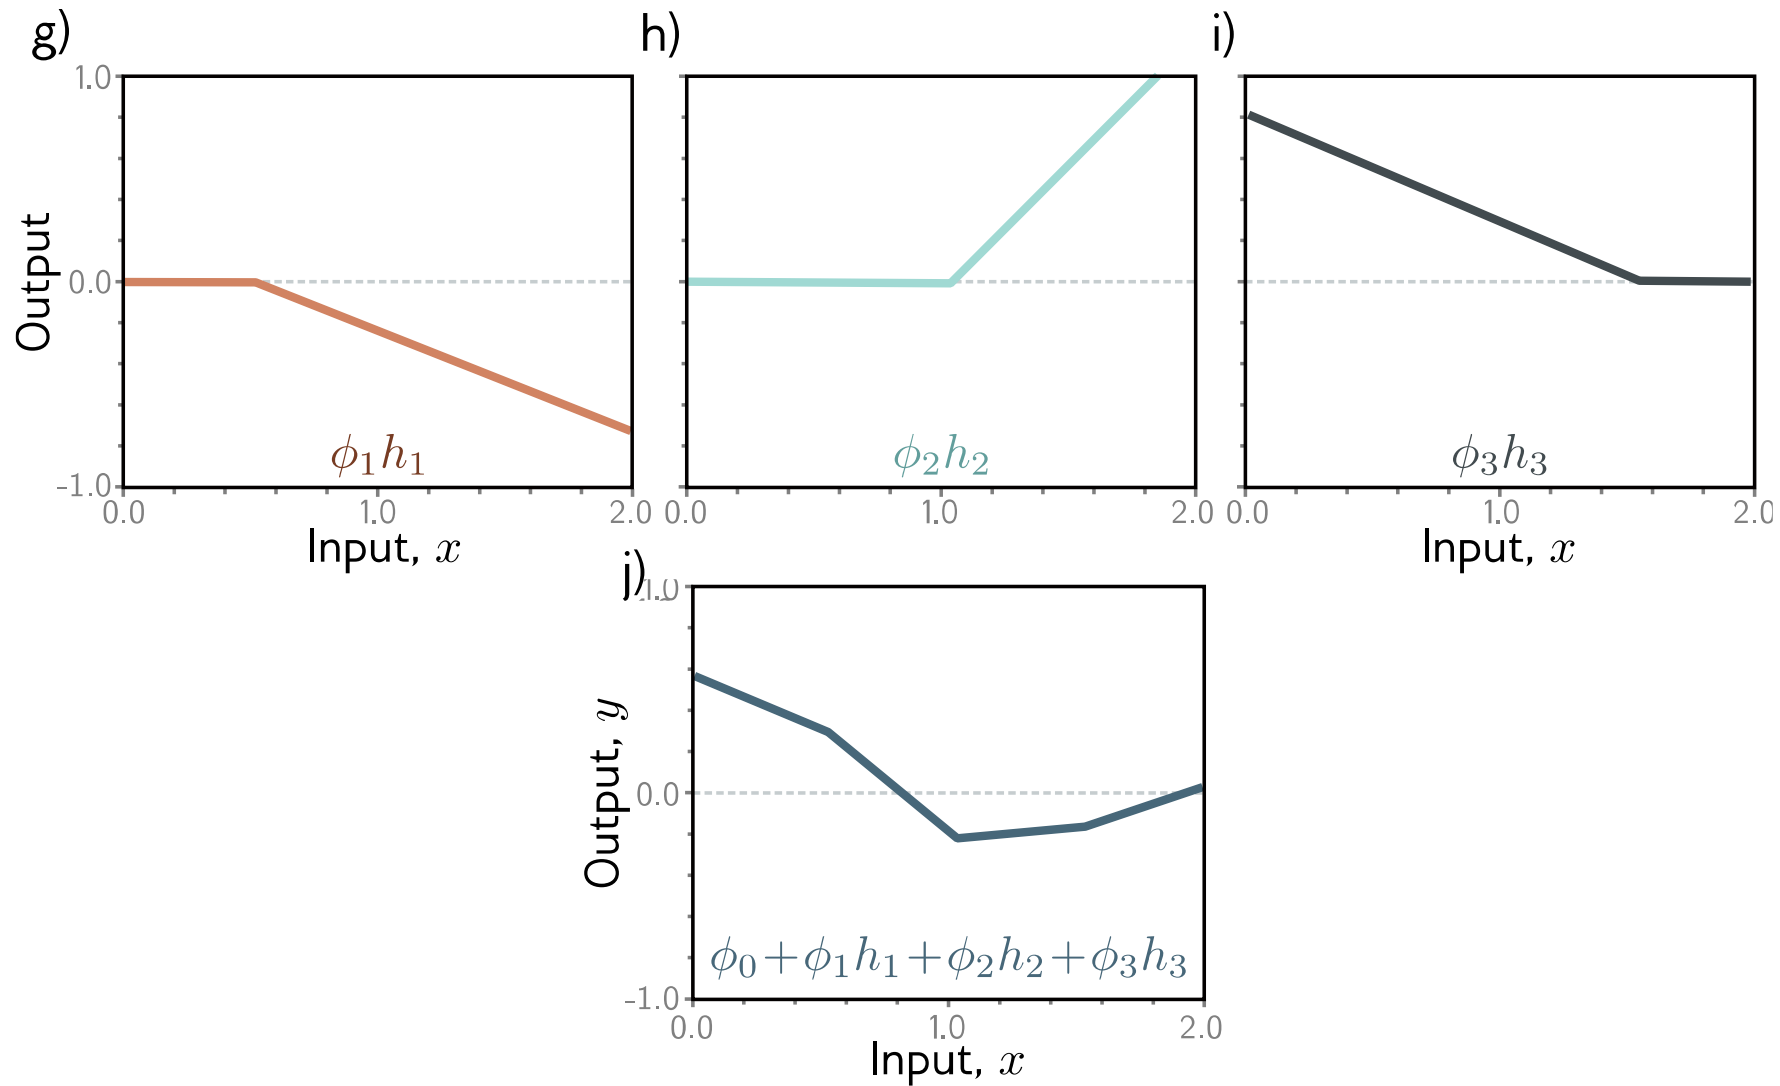 g)
h)
i)
1.0
0.0
-1.0
Output
ϕ₁h₁
ϕ₂h₂
ϕ₃h₃
0.0 1.0 2.0
0.0 1.0 2.0
0.0 1.0 2.0
Input, x
Input, x
j)
1.0
0.0
-1.0
Output, y
ϕ₀+ϕ₁h₁+ϕ₂h₂+ϕ₃h₃
0.0 1.0 2.0
Input, x